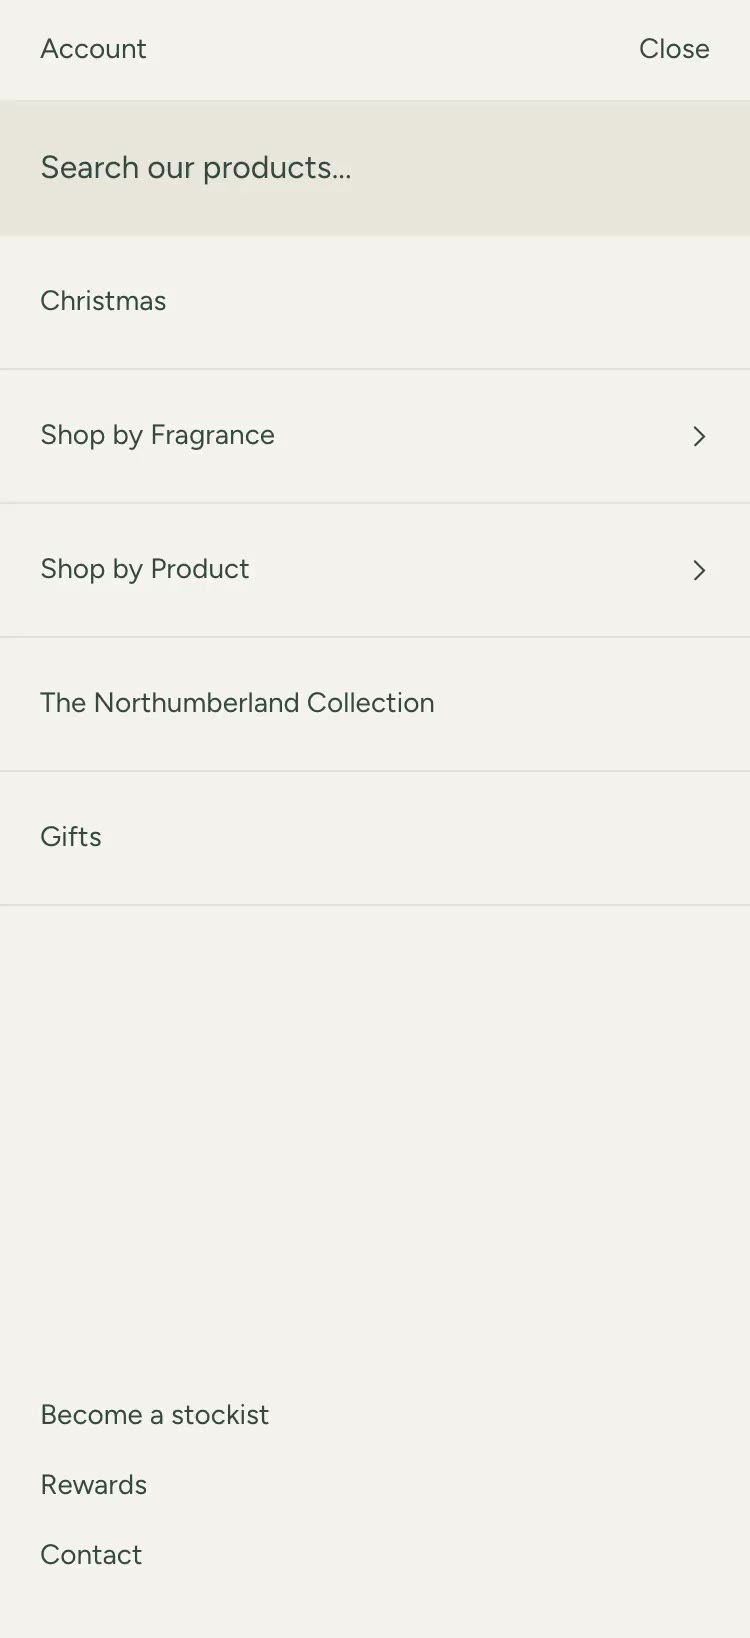 Account
Close
Search our products...
Christmas
Shop by Fragrance
Shop by Product
The Northumberland Collection
Gifts
Become a stockist
Rewards
Contact